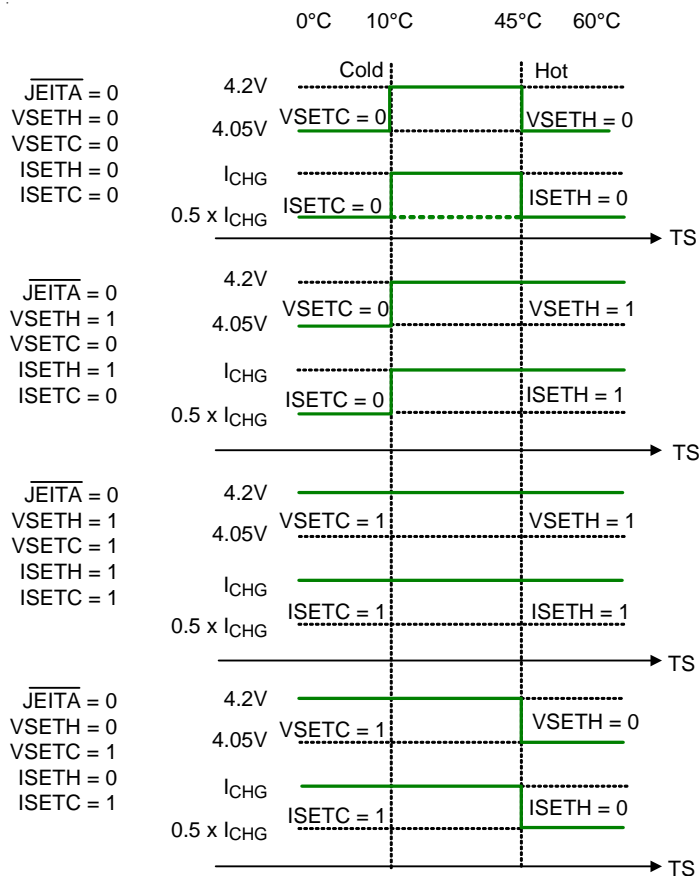 0°C 10°C 45°C 60°C
Cold Hot
JEITA = 0
VSETH = 0
VSETC = 0
ISETH = 0
ISETC = 0
4.2V
4.05V
VSETC = 0 VSETH = 0
ICHG
0.5 x ICHG
ISETC = 0 ISETH = 0
TS
JEITA = 0
VSETH = 1
VSETC = 0
ISETH = 1
ISETC = 0
4.2V
4.05V
VSETC = 0 VSETH = 1
ICHG
0.5 x ICHG
ISETC = 0 ISETH = 1
TS
JEITA = 0
VSETH = 1
VSETC = 1
ISETH = 1
ISETC = 1
4.2V
4.05V
VSETC = 1 VSETH = 1
ICHG
0.5 x ICHG
ISETC = 1 ISETH = 1
TS
JEITA = 0
VSETH = 0
VSETC = 1
ISETH = 0
ISETC = 1
4.2V
4.05V
VSETC = 1 VSETH = 0
ICHG
0.5 x ICHG
ISETC = 1 ISETH = 0
TS